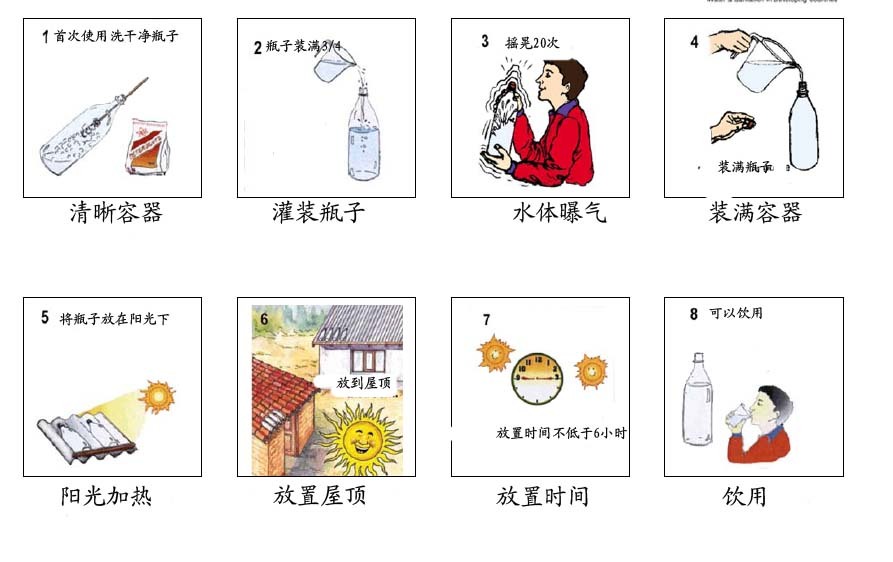 1 首次使用洗干净瓶子
2 瓶子装满3/4
3 摇晃20次
4
装满瓶子
清晰容器
灌装瓶子
水体曝气
装满容器
5 将瓶子放在阳光下
6
放到屋顶
7
放置时间不低于6小时
8 可以饮用
阳光加热
放置屋顶
放置时间
饮用